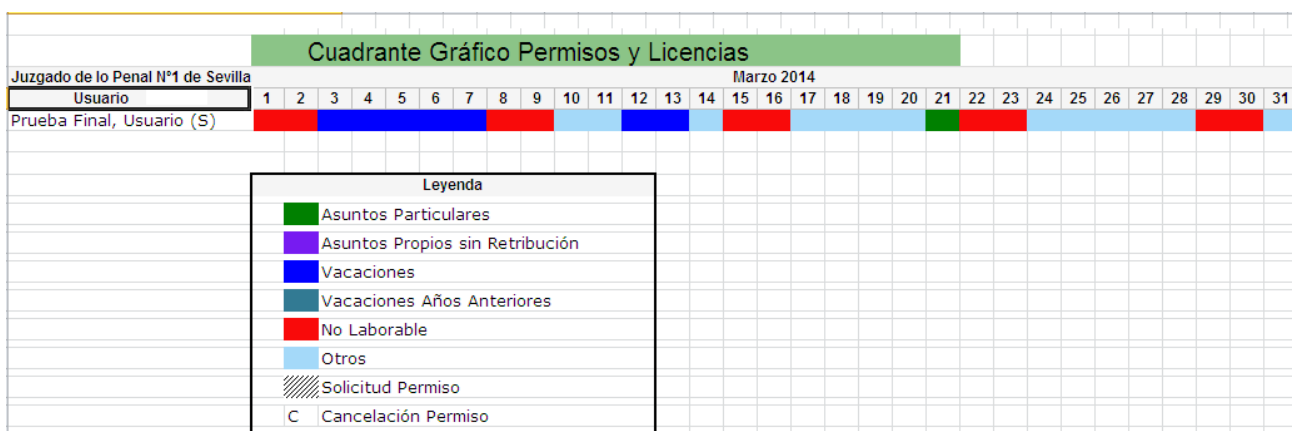 Cuadrante Gráfico Permisos y Licencias
Juzgado de lo Penal Nº1 de Sevilla Marzo 2014
Usuario 1 2 3 4 5 6 7 8 9 10 11 12 13 14 15 16 17 18 19 20 21 22 23 24 25 26 27 28 29 30 31
Prueba Final, Usuario (S)
Leyenda
Asuntos Particulares
Asuntos Propios sin Retribución
Vacaciones
Vacaciones Años Anteriores
No Laborable
Otros
Solicitud Permiso
C Cancelación Permiso